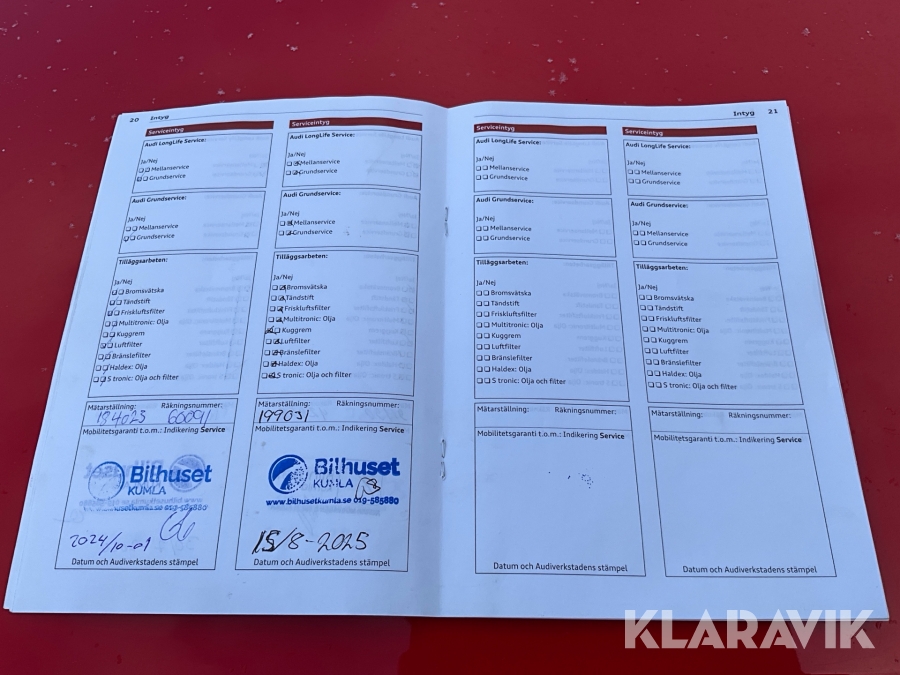 20 Intyg
Serviceintyg
Audi LongLife Service:
Ja/Nej
Mellanservice
Grundservice
Audi Grundservice:
Ja/Nej
Mellanservice
Grundservice
Tilläggsarbeten:
Ja/Nej
Bromsvätska
Tändstift
Friskluftsfilter
Multitronic: Olja
Kuggrem
Luftfilter
Bränslefilter
Haldex: Olja
S tronic: Olja och filter
Mätarställning: Räkningsnummer:
184025 60091
Mobilitetsgaranti t.o.m.: Indikering Service
Bilhuset
KUMLA
www.bilhusetkumla.se 019-585880
2024/10-01
Datum och Audiverkstadens stämpel
Serviceintyg
Audi LongLife Service:
Ja/Nej
Mellanservice
Grundservice
Audi Grundservice:
Ja/Nej
Mellanservice
Grundservice
Tilläggsarbeten:
Ja/Nej
Bromsvätska
Tändstift
Friskluftsfilter
Multitronic: Olja
Kuggrem
Luftfilter
Bränslefilter
Haldex: Olja
S tronic: Olja och filter
Mätarställning: Räkningsnummer:
199031
Mobilitetsgaranti t.o.m.: Indikering Service
Bilhuset
KUMLA
www.bilhusetkumla.se 019-585880
15/8-2025
Datum och Audiverkstadens stämpel
Intyg 21
Serviceintyg
Audi LongLife Service:
Ja/Nej
Mellanservice
Grundservice
Audi Grundservice:
Ja/Nej
Mellanservice
Grundservice
Tilläggsarbeten:
Ja/Nej
Bromsvätska
Tändstift
Friskluftsfilter
Multitronic: Olja
Kuggrem
Luftfilter
Bränslefilter
Haldex: Olja
S tronic: Olja och filter
Mätarställning: Räkningsnummer:
Mobilitetsgaranti t.o.m.: Indikering Service
Datum och Audiverkstadens stämpel
Serviceintyg
Audi LongLife Service:
Ja/Nej
Mellanservice
Grundservice
Audi Grundservice:
Ja/Nej
Mellanservice
Grundservice
Tilläggsarbeten:
Ja/Nej
Bromsvätska
Tändstift
Friskluftsfilter
Multitronic: Olja
Kuggrem
Luftfilter
Bränslefilter
Haldex: Olja
S tronic: Olja och filter
Mätarställning: Räkningsnummer:
Mobilitetsgaranti t.o.m.: Indikering Service
Datum och Audiverkstadens stämpel
KLARAVIK